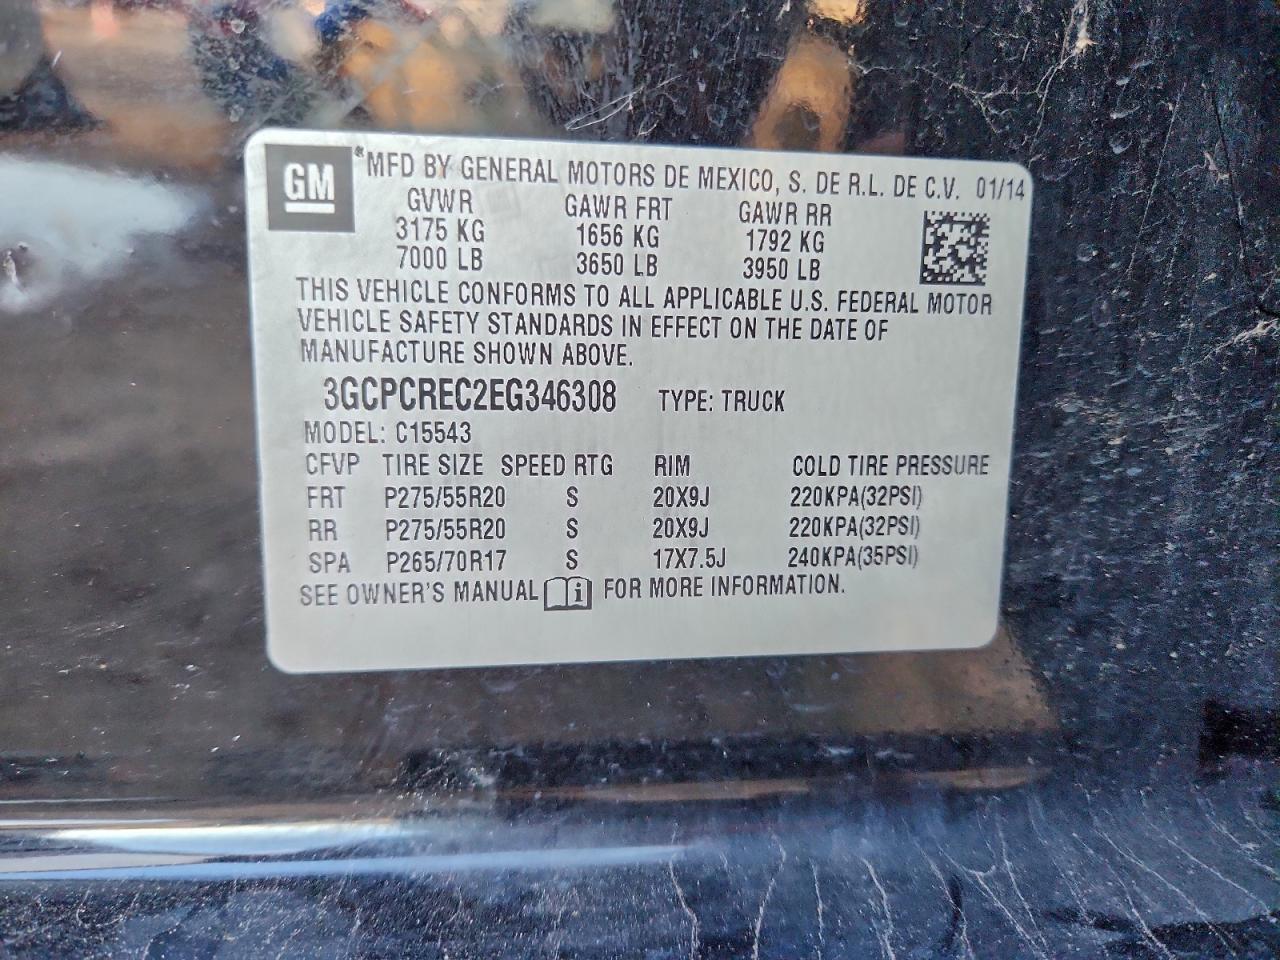 GM *MFD BY GENERAL MOTORS DE MEXICO, S. DE R.L. DE C.V. 01/14
GVWR GAWR FRT GAWR RR
3175 KG 1656 KG 1792 KG
7000 LB 3650 LB 3950 LB
THIS VEHICLE CONFORMS TO ALL APPLICABLE U.S. FEDERAL MOTOR
VEHICLE SAFETY STANDARDS IN EFFECT ON THE DATE OF
MANUFACTURE SHOWN ABOVE.
3GCPCREC2EG346308 TYPE: TRUCK
MODEL: C15543
CFVP TIRE SIZE SPEED RTG RIM COLD TIRE PRESSURE
FRT P275/55R20 S 20X9J 220KPA(32PSI)
RR P275/55R20 S 20X9J 220KPA(32PSI)
SPA P265/70R17 S 17X7.5J 240KPA(35PSI)
SEE OWNER'S MANUAL i FOR MORE INFORMATION.